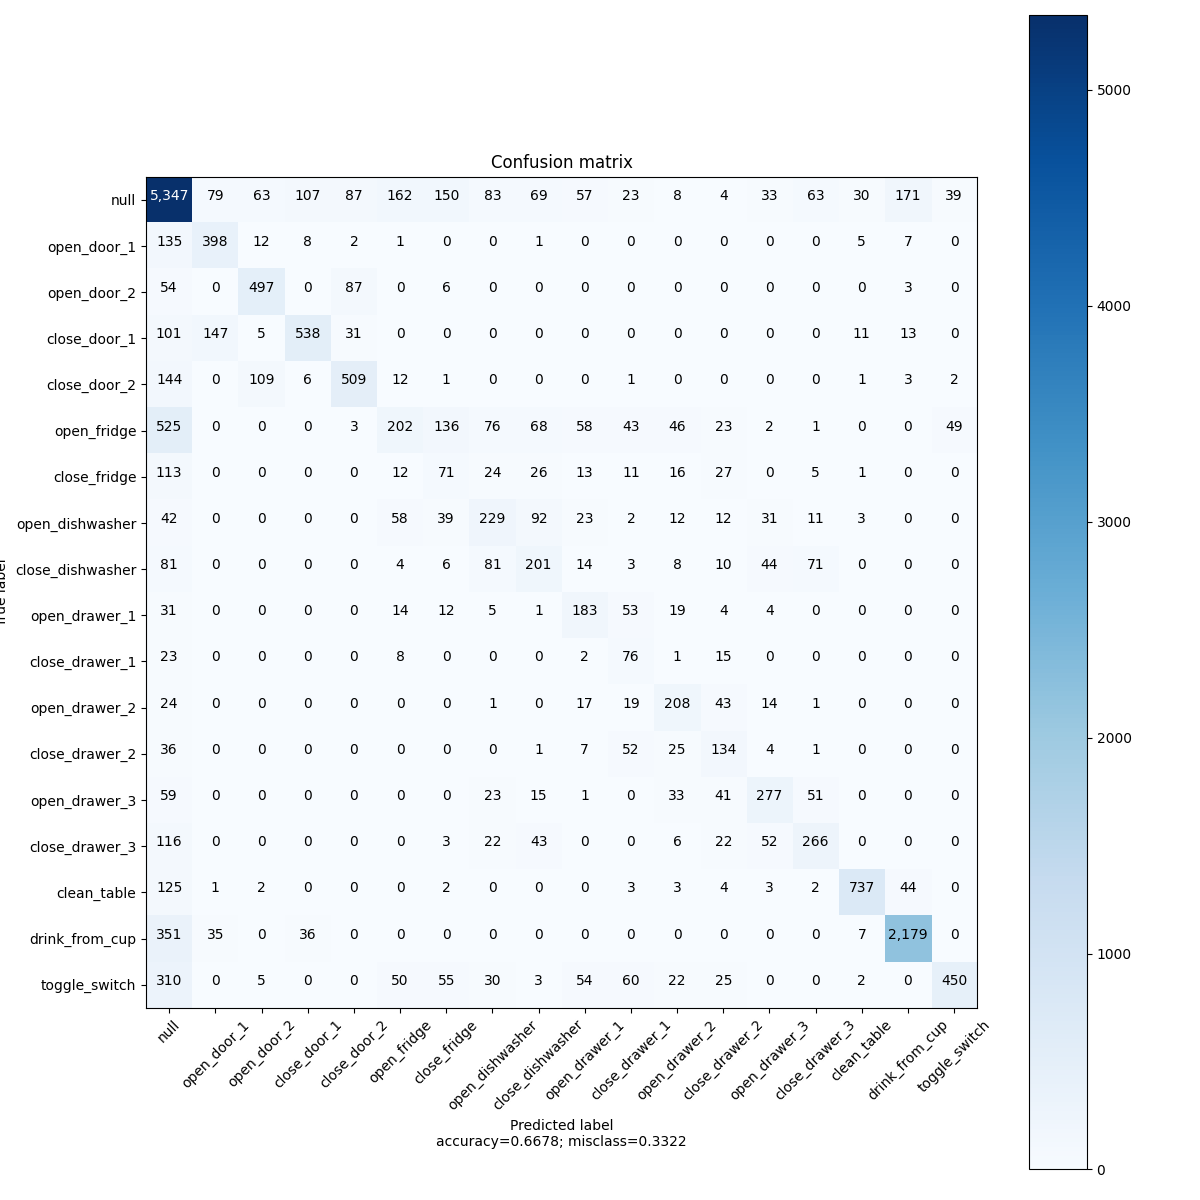 Confusion matrix
null 5,347 79 63 107 87 162 150 83 69 57 23 8 4 33 63 30 171 39
open_door_1 135 398 12 8 2 1 0 0 1 0 0 0 0 0 0 5 7 0
open_door_2 54 0 497 0 87 0 6 0 0 0 0 0 0 0 0 0 3 0
close_door_1 101 147 5 538 31 0 0 0 0 0 0 0 0 0 0 11 13 0
close_door_2 144 0 109 6 509 12 1 0 0 0 1 0 0 0 0 1 3 2
open_fridge 525 0 0 0 3 202 136 76 68 58 43 46 23 2 1 0 0 49
close_fridge 113 0 0 0 0 12 71 24 26 13 11 16 27 0 5 1 0 0
open_dishwasher 42 0 0 0 0 58 39 229 92 23 2 12 12 31 11 3 0 0
close_dishwasher 81 0 0 0 0 4 6 81 201 14 3 8 10 44 71 0 0 0
open_drawer_1 31 0 0 0 0 14 12 5 1 183 53 19 4 4 0 0 0 0
close_drawer_1 23 0 0 0 0 8 0 0 0 2 76 1 15 0 0 0 0 0
open_drawer_2 24 0 0 0 0 0 0 1 0 17 19 208 43 14 1 0 0 0
close_drawer_2 36 0 0 0 0 0 0 0 1 7 52 25 134 4 1 0 0 0
open_drawer_3 59 0 0 0 0 0 0 23 15 1 0 33 41 277 51 0 0 0
close_drawer_3 116 0 0 0 0 0 3 22 43 0 0 6 22 52 266 0 0 0
clean_table 125 1 2 0 0 0 2 0 0 0 3 3 4 3 2 737 44 0
drink_from_cup 351 35 0 36 0 0 0 0 0 0 0 0 0 0 0 7 2,179 0
toggle_switch 310 0 5 0 0 50 55 30 3 54 60 22 25 0 0 2 0 450
null open_door_1 open_door_2 close_door_1 close_door_2 open_fridge close_fridge open_dishwasher close_dishwasher open_drawer_1 close_drawer_1 open_drawer_2 close_drawer_2 open_drawer_3 close_drawer_3 clean_table drink_from_cup toggle_switch
Predicted label
accuracy=0.6678; misclass=0.3322
5000
4000
3000
2000
1000
0